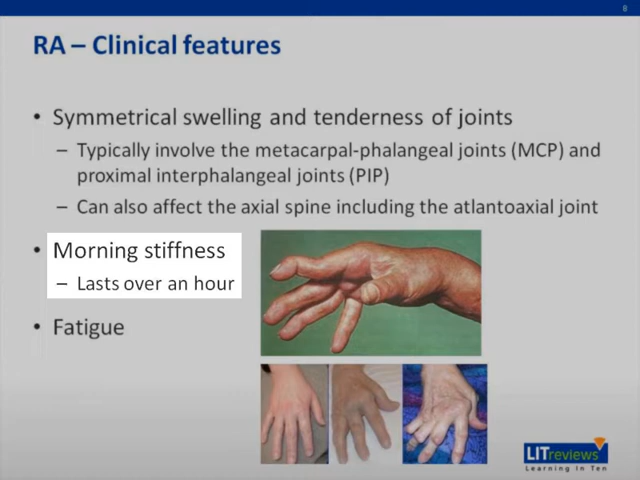 8
RA – Clinical features
• Symmetrical swelling and tenderness of joints
– Typically involve the metacarpal-phalangeal joints (MCP) and
proximal interphalangeal joints (PIP)
– Can also affect the axial spine including the atlantoaxial joint
• Morning stiffness
– Lasts over an hour
• Fatigue
LITreviews
Learning In Ten